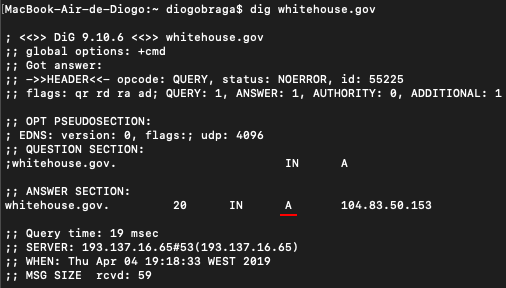 [MacBook-Air-de-Diogo:~ diogobraga$ dig whitehouse.gov
; <<>> DiG 9.10.6 <<>> whitehouse.gov
;; global options: +cmd
;; Got answer:
;; ->>HEADER<<- opcode: QUERY, status: NOERROR, id: 55225
;; flags: qr rd ra ad; QUERY: 1, ANSWER: 1, AUTHORITY: 0, ADDITIONAL: 1
;; OPT PSEUDOSECTION:
; EDNS: version: 0, flags:; udp: 4096
;; QUESTION SECTION:
;whitehouse.gov. IN A
;; ANSWER SECTION:
whitehouse.gov. 20 IN A 104.83.50.153
;; Query time: 19 msec
;; SERVER: 193.137.16.65#53(193.137.16.65)
;; WHEN: Thu Apr 04 19:18:33 WEST 2019
;; MSG SIZE rcvd: 59